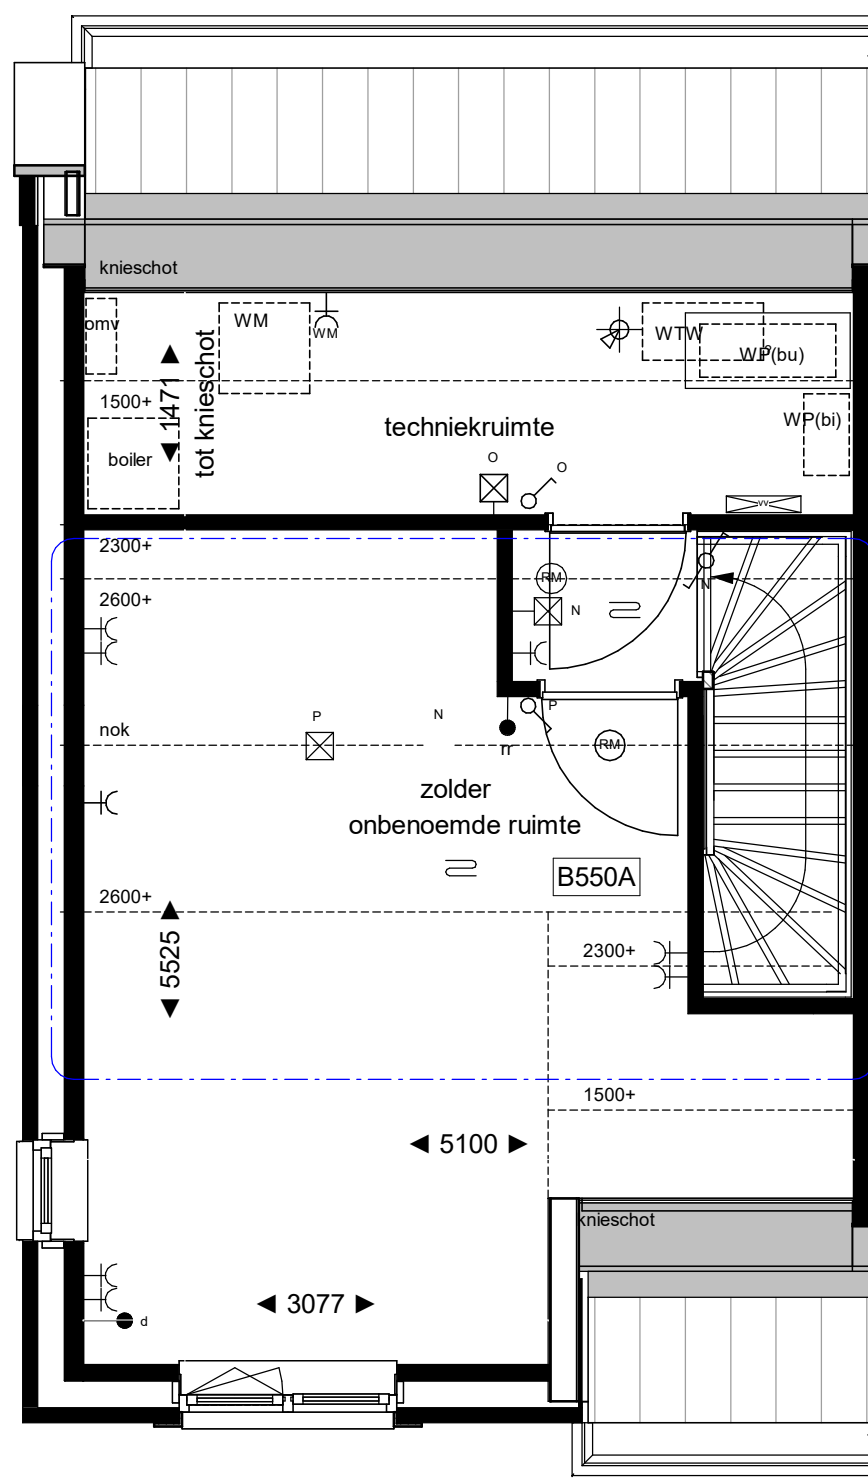 knieschot
omv
WM
WM
WTW
WP(bu)
1471
tot knieschot
1500+
WP(bi)
boiler
techniekruimte
O
O
vv
2300+
RM
N
2600+
N
P
N
P
nok
rr
RM
zolder
onbenoemde ruimte
B550A
2600+
5525
2300+
1500+
5100
knieschot
3077
d